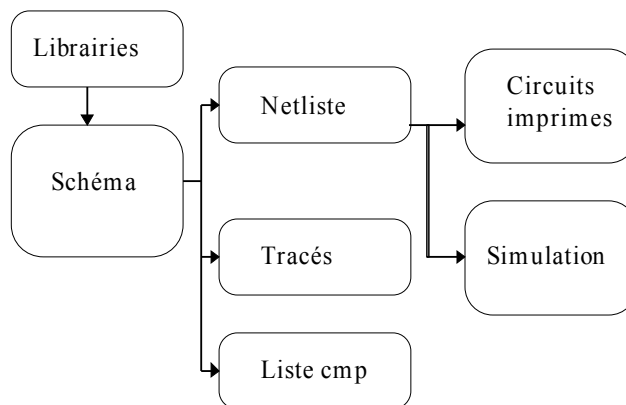 Librairies
Schéma
Netliste
Tracés
Liste cmp
Circuits
imprimes
Simulation